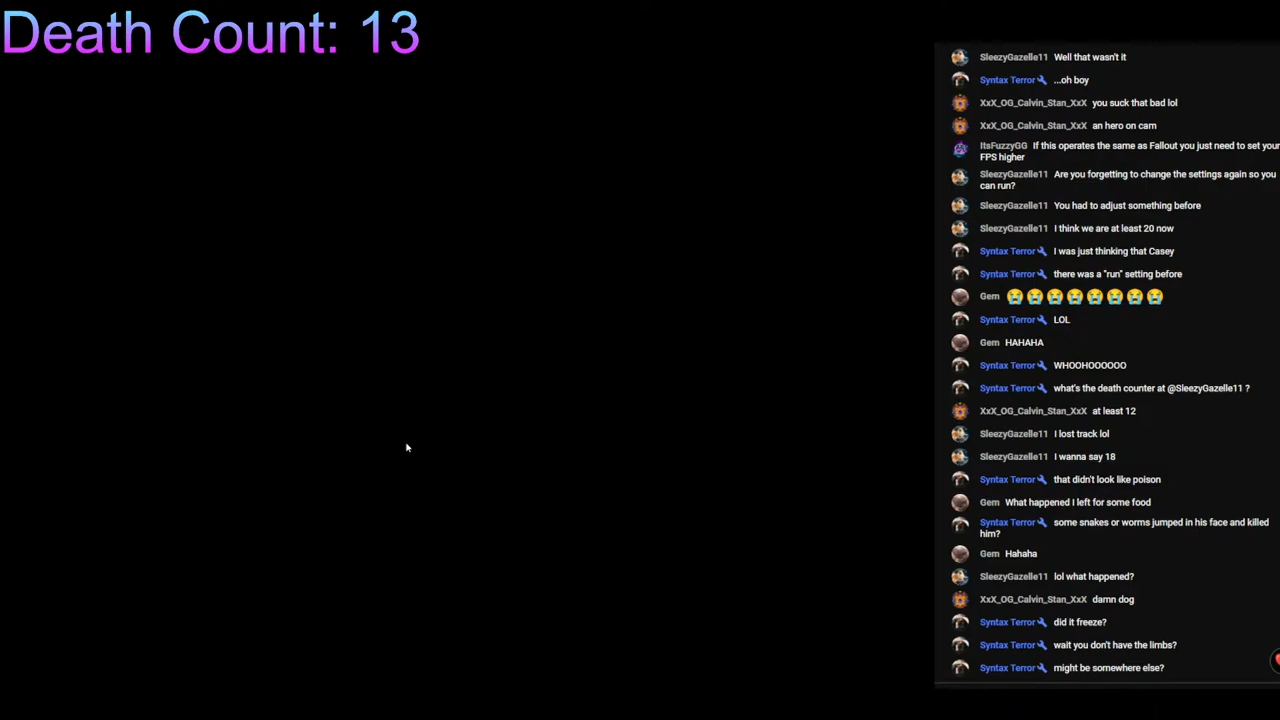 Death Count: 13
SleezyGazelle11 Well that wasn't it
Syntax Terror ...oh boy
XxX_OG_Calvin_Stan_XxX you suck that bad lol
XxX_OG_Calvin_Stan_XxX an hero on cam
ItsFuzzyGG If this operates the same as Fallout you just need to set your
FPS higher
SleezyGazelle11 Are you forgetting to change the settings again so you
can run?
SleezyGazelle11 You had to adjust something before
SleezyGazelle11 I think we are at least 20 now
Syntax Terror I was just thinking that Casey
Syntax Terror there was a "run" setting before
Gem 😭😭😭😭😭😭😭😭
Syntax Terror LOL
Gem HAHAHA
Syntax Terror WHOOHOOOOOO
Syntax Terror what's the death counter at @SleezyGazelle11 ?
XxX_OG_Calvin_Stan_XxX at least 12
SleezyGazelle11 I lost track lol
SleezyGazelle11 I wanna say 18
Syntax Terror that didn't look like poison
Gem What happened I left for some food
Syntax Terror some snakes or worms jumped in his face and killed
him?
Gem Hahaha
SleezyGazelle11 lol what happened?
XxX_OG_Calvin_Stan_XxX damn dog
Syntax Terror did it freeze?
Syntax Terror wait you don't have the limbs?
Syntax Terror might be somewhere else?